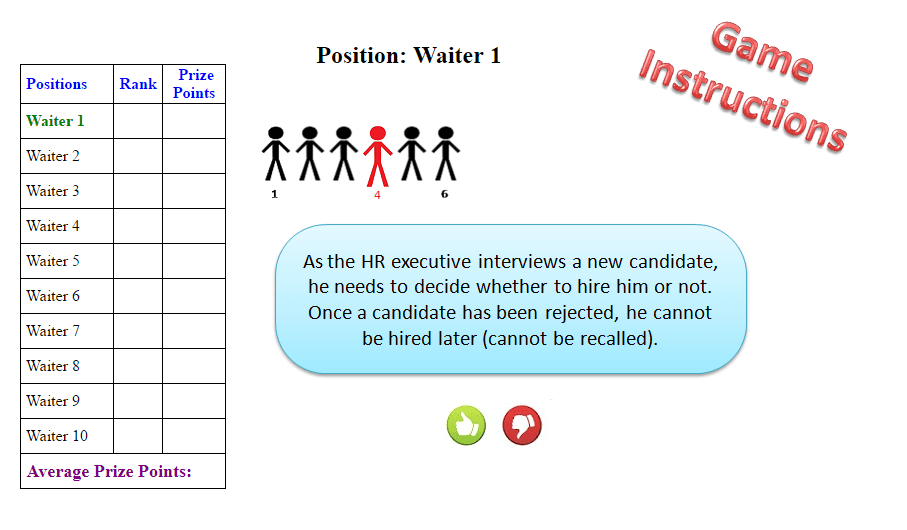 Position: Waiter 1
Game
Instructions
Positions Rank Prize Points
Waiter 1
Waiter 2
Waiter 3
Waiter 4
Waiter 5
Waiter 6
Waiter 7
Waiter 8
Waiter 9
Waiter 10
Average Prize Points:
1 4 6
As the HR executive interviews a new candidate,
he needs to decide whether to hire him or not.
Once a candidate has been rejected, he cannot
be hired later (cannot be recalled).